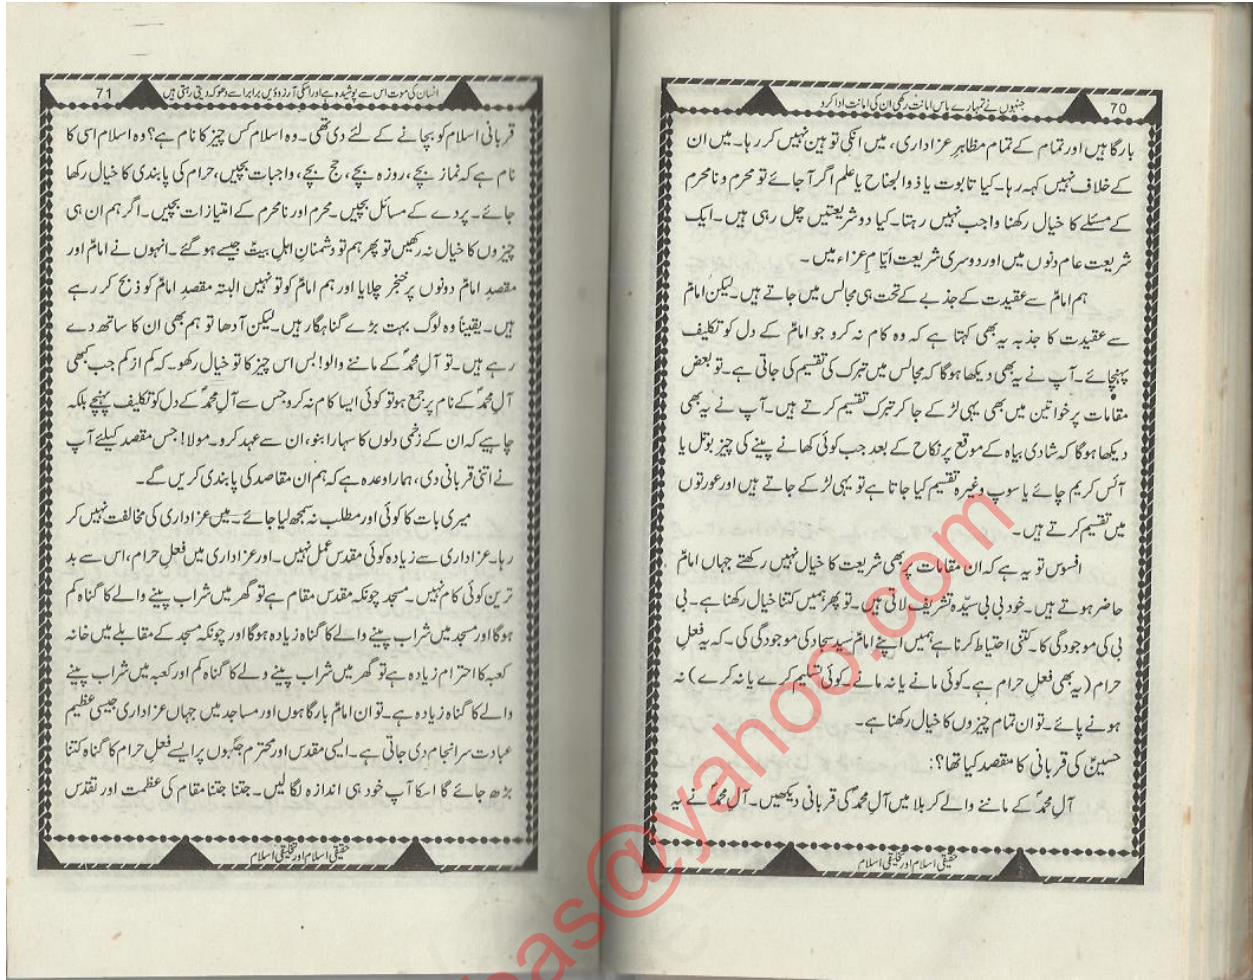 جنہوں نے تمہارے پاس امانت رکھی ان کی امانت ادا کرو
70
بارگاہیں اور تمام کے تمام مظاہرِ عزاداری، میں انکی توہین نہیں کر رہا۔ میں ان
کے خلاف نہیں کہہ رہا۔ کیا تابوت یا ذوالجناح یا علم اگر آ جائے تو محرم و نامحرم
کے مسئلے کا خیال رکھنا واجب نہیں رہتا۔ کیا دو شریعتیں چل رہی ہیں۔ ایک
شریعت عام دنوں میں اور دوسری شریعت ایامِ عزاء میں۔
ہم امامؑ سے عقیدت کے جذبے کے تحت ہی مجالس میں جاتے ہیں۔ لیکن امامؑ
سے عقیدت کا جذبہ یہ بھی کہتا ہے کہ وہ کام نہ کرو جو امامؑ کے دل کو تکلیف
پہنچائے۔ آپ نے یہ بھی دیکھا ہوگا کہ مجالس میں تبرک کی تقسیم کی جاتی ہے۔ تو بعض
مقامات پر خواتین میں بھی یہی لڑکے جا کر تبرک تقسیم کرتے ہیں۔ آپ نے یہ بھی
دیکھا ہوگا کہ شادی بیاہ کے موقع پر نکاح کے بعد جب کوئی کھانے پینے کی چیز بوتل یا
آئس کریم چائے یا سوپ وغیرہ تقسیم کیا جاتا ہے تو یہی لڑکے جاتے ہیں اور عورتوں
میں تقسیم کرتے ہیں۔
افسوس تو یہ ہے کہ ان مقامات پر بھی شریعت کا خیال نہیں رکھتے جہاں امامؑ
حاضر ہوتے ہیں۔ خود بی بی سیّدہ تشریف لاتی ہیں۔ تو پھر ہمیں کتنا خیال رکھنا ہے۔ بی
بی کی موجودگی کا۔ کتنی احتیاط کرنا ہے ہمیں اپنے امامؑ سید سجادؑ کی موجودگی کی۔ کہ یہ فعلِ
حرام (یہ بھی فعلِ حرام ہے۔ کوئی مانے یا نہ مانے۔ کوئی تسلیم کرے یا نہ کرے) نہ
ہونے پائے۔ تو ان تمام چیزوں کا خیال رکھنا ہے۔
حسینؑ کی قربانی کا مقصد کیا تھا؟:
آلِ محمدؐ کے ماننے والے کربلا میں آلِ محمدؐ کی قربانی دیکھیں۔ آلِ محمدؐ نے یہ
حقیقی اسلام اور تخلیقی اسلام
انسان کی موت اس سے پوشیدہ ہے اور اسکی آرزوئیں برابر اسے دھوکہ دیتی رہتی ہیں
71
قربانی اسلام کو بچانے کے لئے دی تھی۔ وہ اسلام کس چیز کا نام ہے؟ وہ اسلام اسی کا
نام ہے کہ نماز بچے، روزہ بچے، حج بچے، واجبات بچیں، حرام کی پابندی کا خیال رکھا
جائے۔ پردے کے مسائل بچیں۔ محرم اور نامحرم کے امتیازات بچیں۔ اگر ہم ان ہی
چیزوں کا خیال نہ رکھیں تو پھر ہم تو دشمنانِ اہلِ بیتؑ جیسے ہوگئے۔ انہوں نے امامؑ اور
مقصدِ امامؑ دونوں پر خنجر چلایا اور ہم امامؑ کو تو نہیں البتہ مقصدِ امامؑ کو ذبح کر رہے
ہیں۔ یقیناً وہ لوگ بہت بڑے گناہگار ہیں۔ لیکن آدھا تو ہم بھی ان کا ساتھ دے
رہے ہیں۔ تو آلِ محمدؐ کے ماننے والو! بس اس چیز کا تو خیال رکھو۔ کہ کم از کم جب کبھی
آلِ محمدؐ کے نام پر جمع ہو تو کوئی ایسا کام نہ کرو جس سے آلِ محمدؐ کے دل کو تکلیف پہنچے بلکہ
چاہیے کہ ان کے زخمی دلوں کا سہارا بنو، ان سے عہد کرو۔ مولا! جس مقصد کیلئے آپ
نے اتنی قربانی دی، ہمارا وعدہ ہے کہ ہم ان مقاصد کی پابندی کریں گے۔
میری بات کا کوئی اور مطلب نہ سمجھ لیا جائے۔ میں عزاداری کی مخالفت نہیں کر
رہا۔ عزاداری سے زیادہ کوئی مقدس عمل نہیں۔ اور عزاداری میں فعلِ حرام، اس سے بد
ترین کوئی کام نہیں۔ مسجد چونکہ مقدس مقام ہے تو گھر میں شراب پینے والے کا گناہ کم
ہوگا اور مسجد میں شراب پینے والے کا گناہ زیادہ ہوگا اور چونکہ مسجد کے مقابلے میں خانہ
کعبہ کا احترام زیادہ ہے تو گھر میں شراب پینے ولے کا گناہ کم اور کعبہ میں شراب پینے
والے کا گناہ زیادہ ہے۔ تو ان امامؑ بارگاہوں اور مساجد میں جہاں عزاداری جیسی عظیم
عبادت سرانجام دی جاتی ہے۔ ایسی مقدس اور محترم جگہوں پر ایسے فعلِ حرام کا گناہ کتنا
بڑھ جائے گا اسکا آپ خود ہی اندازہ لگا لیں۔ جتنا جتنا مقام کی عظمت اور تقدس
حقیقی اسلام اور تخلیقی اسلام
bas@yahoo.com